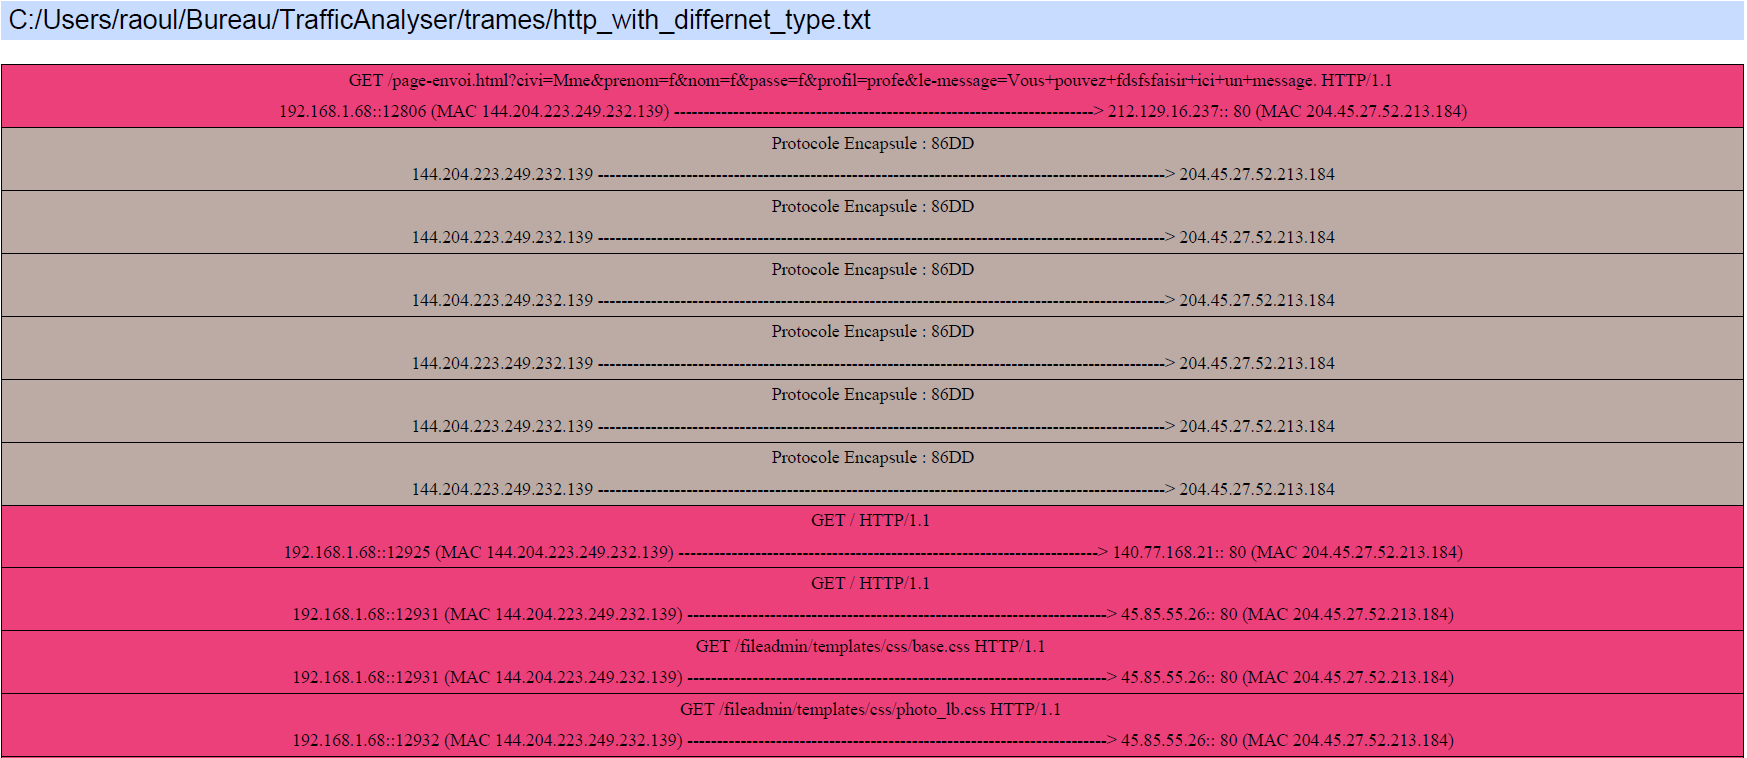 C:/Users/raoul/Bureau/TrafficAnalyser/trames/http_with_differnet_type.txt
GET /page-envoi.html?civi=Mme&prenom=f&nom=f&passe=f&profil=profe&le-message=Vous+pouvez+fdsfsfaisir+ici+un+message. HTTP/1.1
192.168.1.68::12806 (MAC 144.204.223.249.232.139) -----------------------------------------------------------------------> 212.129.16.237:: 80 (MAC 204.45.27.52.213.184)
Protocole Encapsule : 86DD
144.204.223.249.232.139 ------------------------------------------------------------------------------------------------> 204.45.27.52.213.184
Protocole Encapsule : 86DD
144.204.223.249.232.139 ------------------------------------------------------------------------------------------------> 204.45.27.52.213.184
Protocole Encapsule : 86DD
144.204.223.249.232.139 ------------------------------------------------------------------------------------------------> 204.45.27.52.213.184
Protocole Encapsule : 86DD
144.204.223.249.232.139 ------------------------------------------------------------------------------------------------> 204.45.27.52.213.184
Protocole Encapsule : 86DD
144.204.223.249.232.139 ------------------------------------------------------------------------------------------------> 204.45.27.52.213.184
Protocole Encapsule : 86DD
144.204.223.249.232.139 ------------------------------------------------------------------------------------------------> 204.45.27.52.213.184
GET / HTTP/1.1
192.168.1.68::12925 (MAC 144.204.223.249.232.139) -----------------------------------------------------------------------> 140.77.168.21:: 80 (MAC 204.45.27.52.213.184)
GET / HTTP/1.1
192.168.1.68::12931 (MAC 144.204.223.249.232.139) -----------------------------------------------------------------------> 45.85.55.26:: 80 (MAC 204.45.27.52.213.184)
GET /fileadmin/templates/css/base.css HTTP/1.1
192.168.1.68::12931 (MAC 144.204.223.249.232.139) -----------------------------------------------------------------------> 45.85.55.26:: 80 (MAC 204.45.27.52.213.184)
GET /fileadmin/templates/css/photo_lb.css HTTP/1.1
192.168.1.68::12932 (MAC 144.204.223.249.232.139) -----------------------------------------------------------------------> 45.85.55.26:: 80 (MAC 204.45.27.52.213.184)